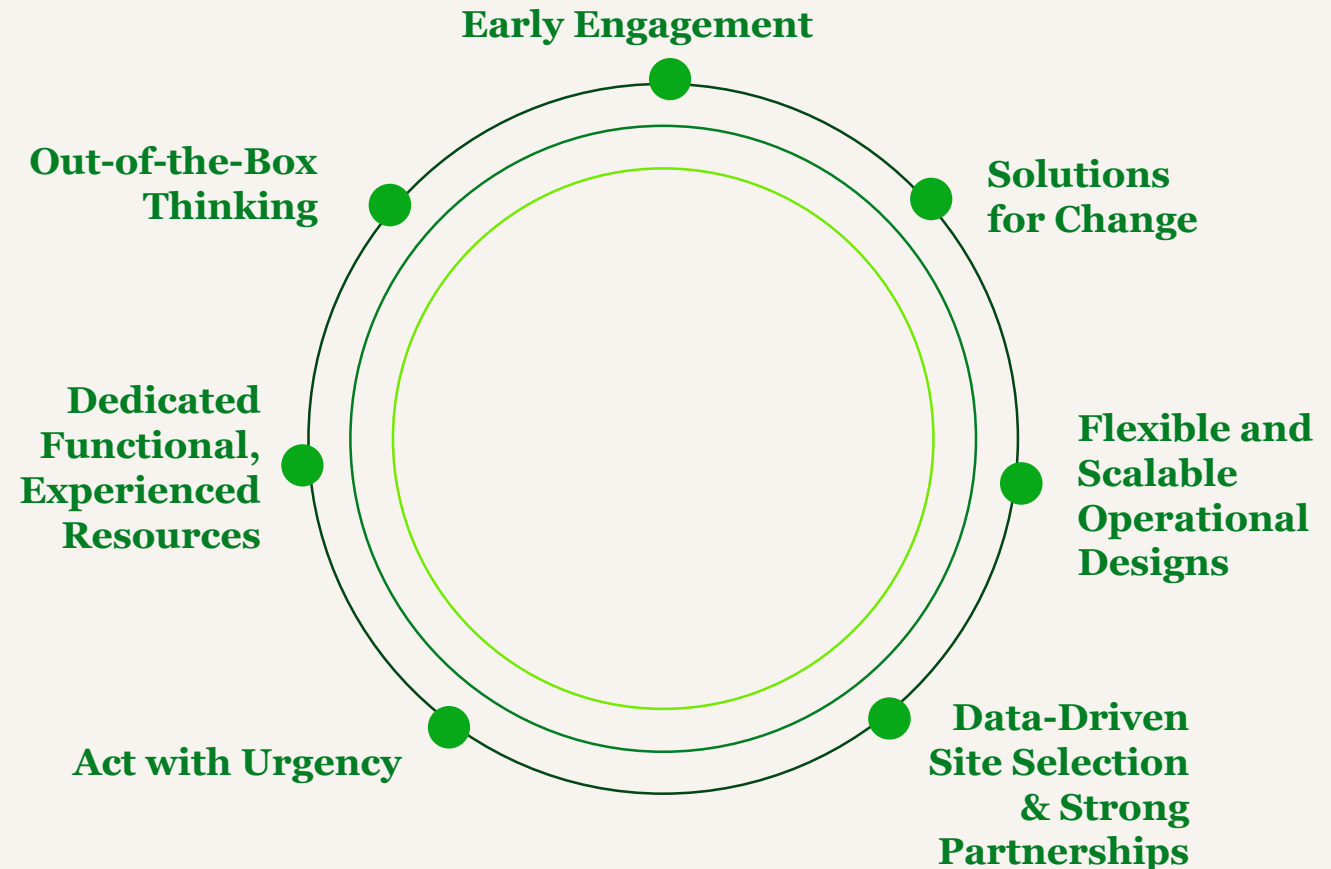 Early Engagement
Solutions
for Change
Flexible and
Scalable
Operational
Designs
Data-Driven
Site Selection
& Strong
Partnerships
Act with Urgency
Dedicated
Functional,
Experienced
Resources
Out-of-the-Box
Thinking